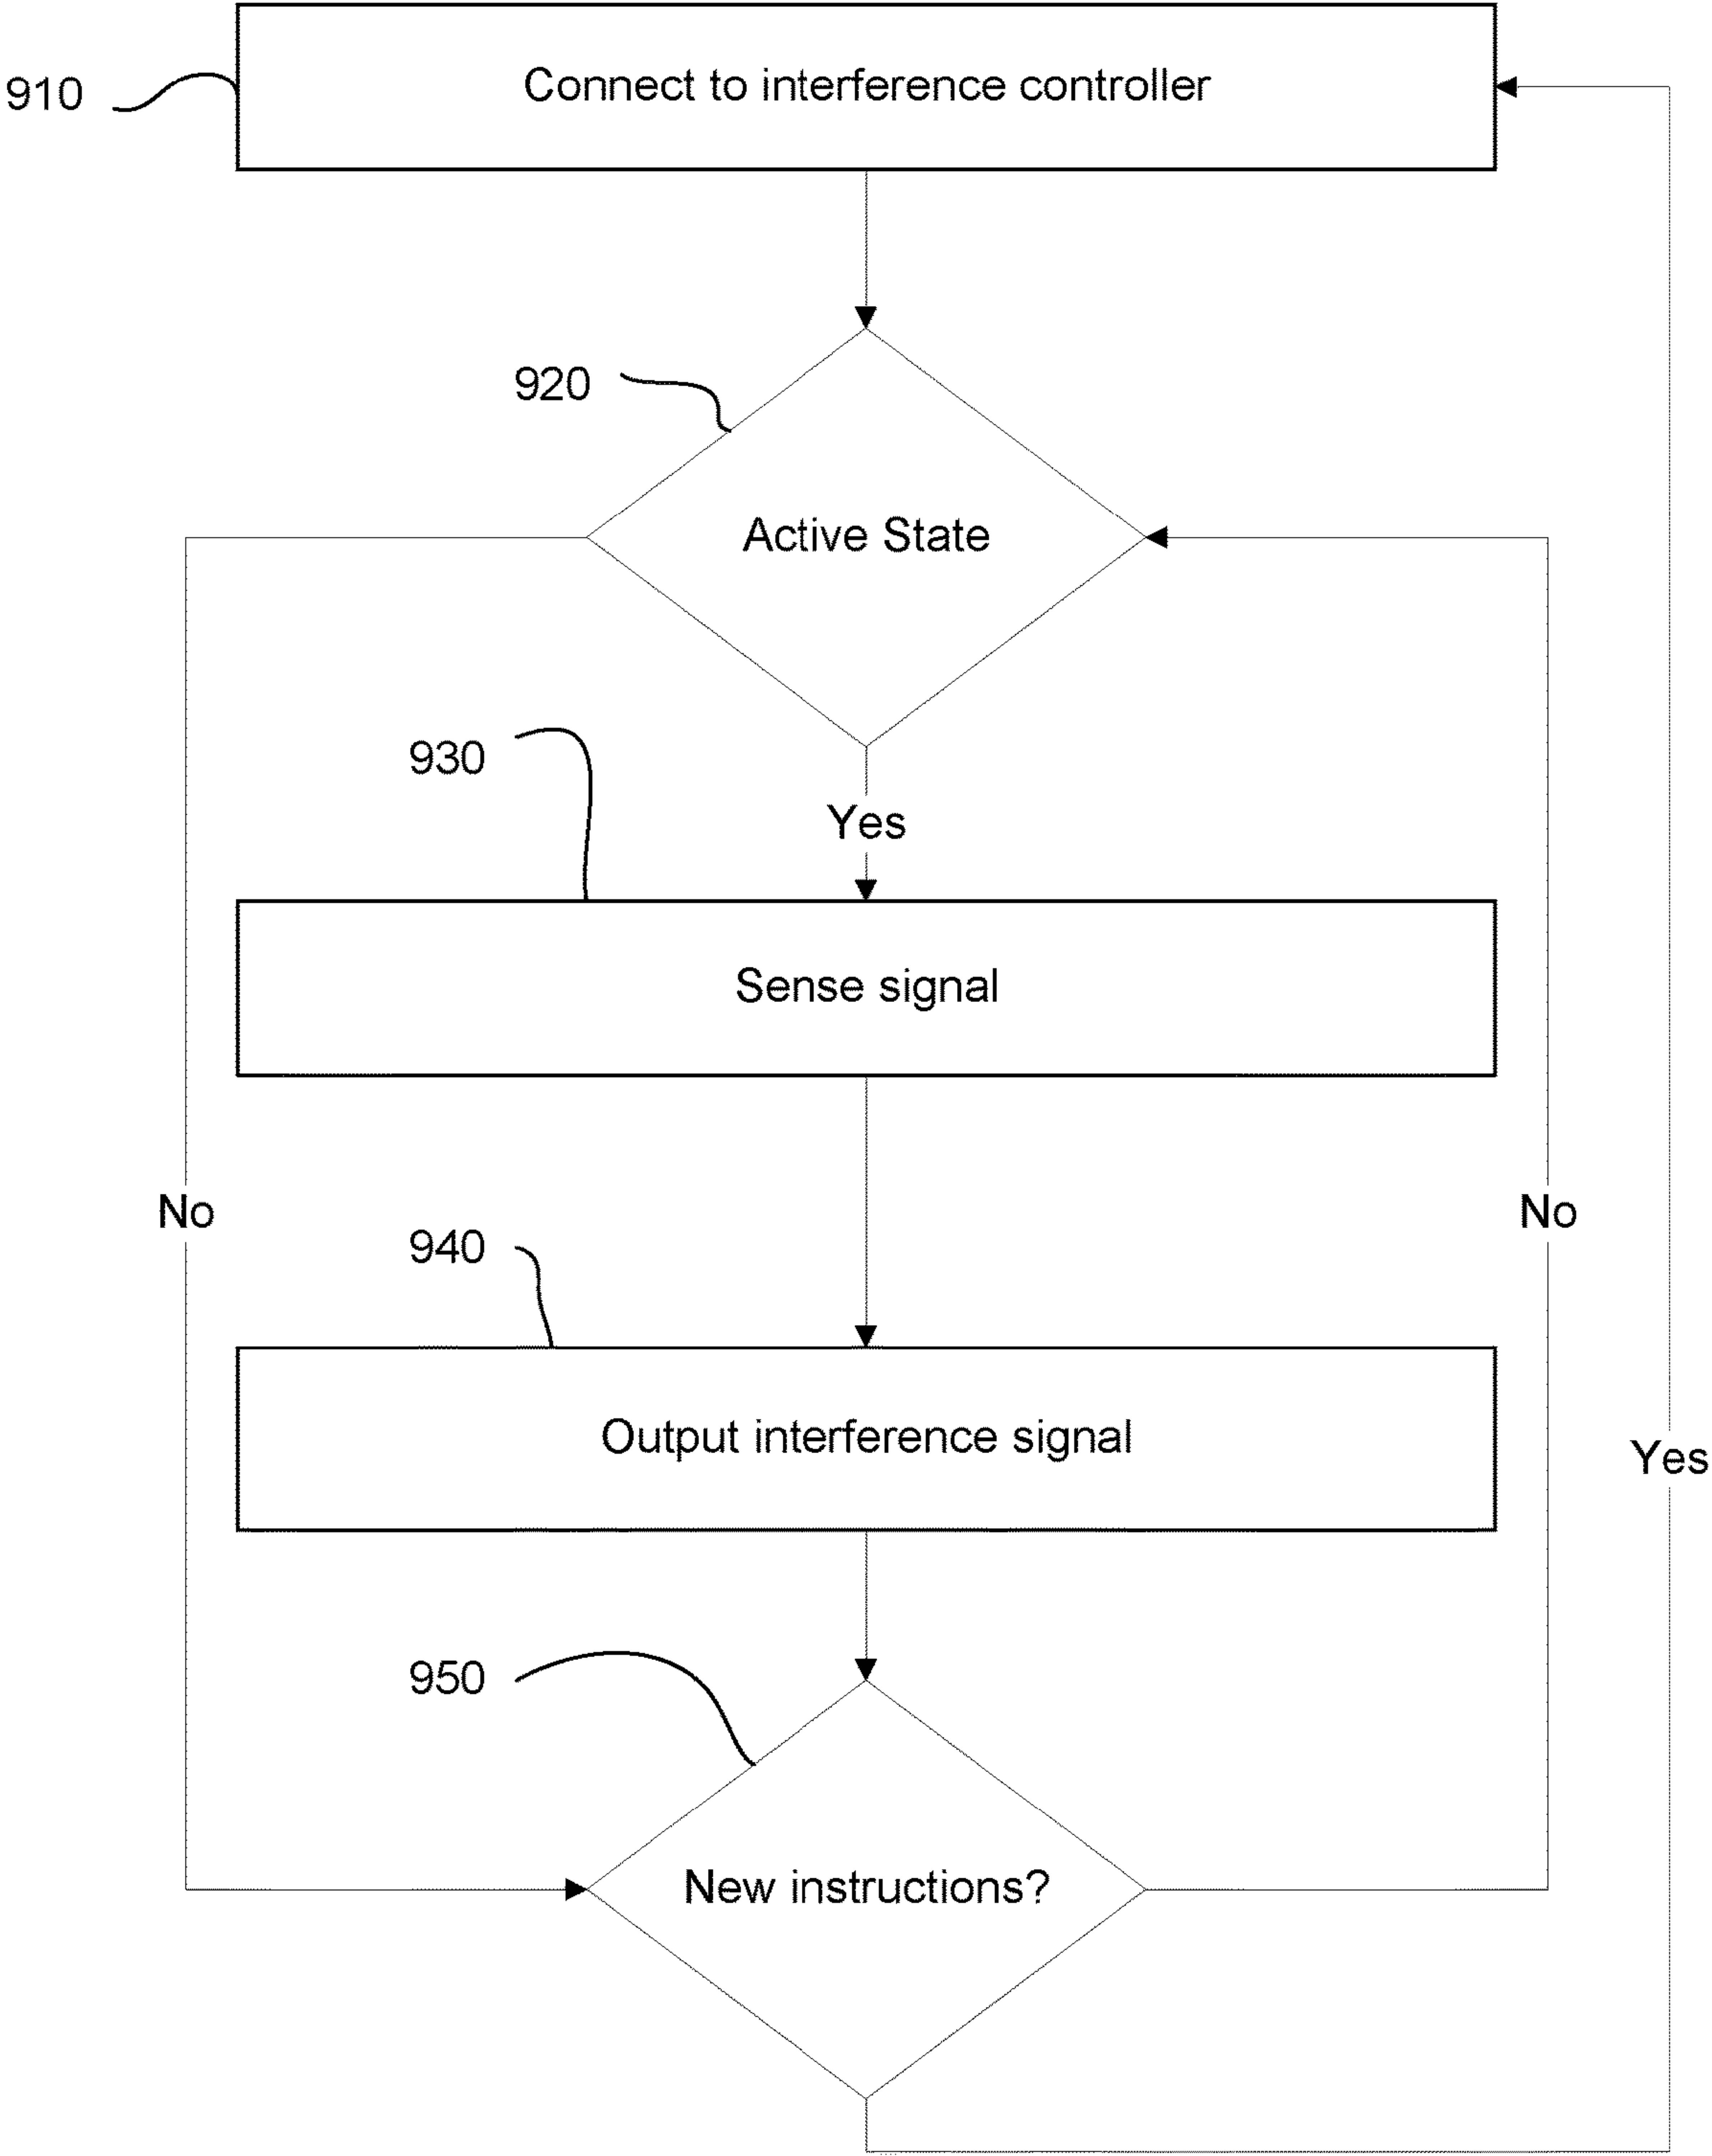 910
Connect to interference controller
920
Active State
930
Yes
Sense signal
No
No
940
Output interference signal
Yes
950
New instructions?